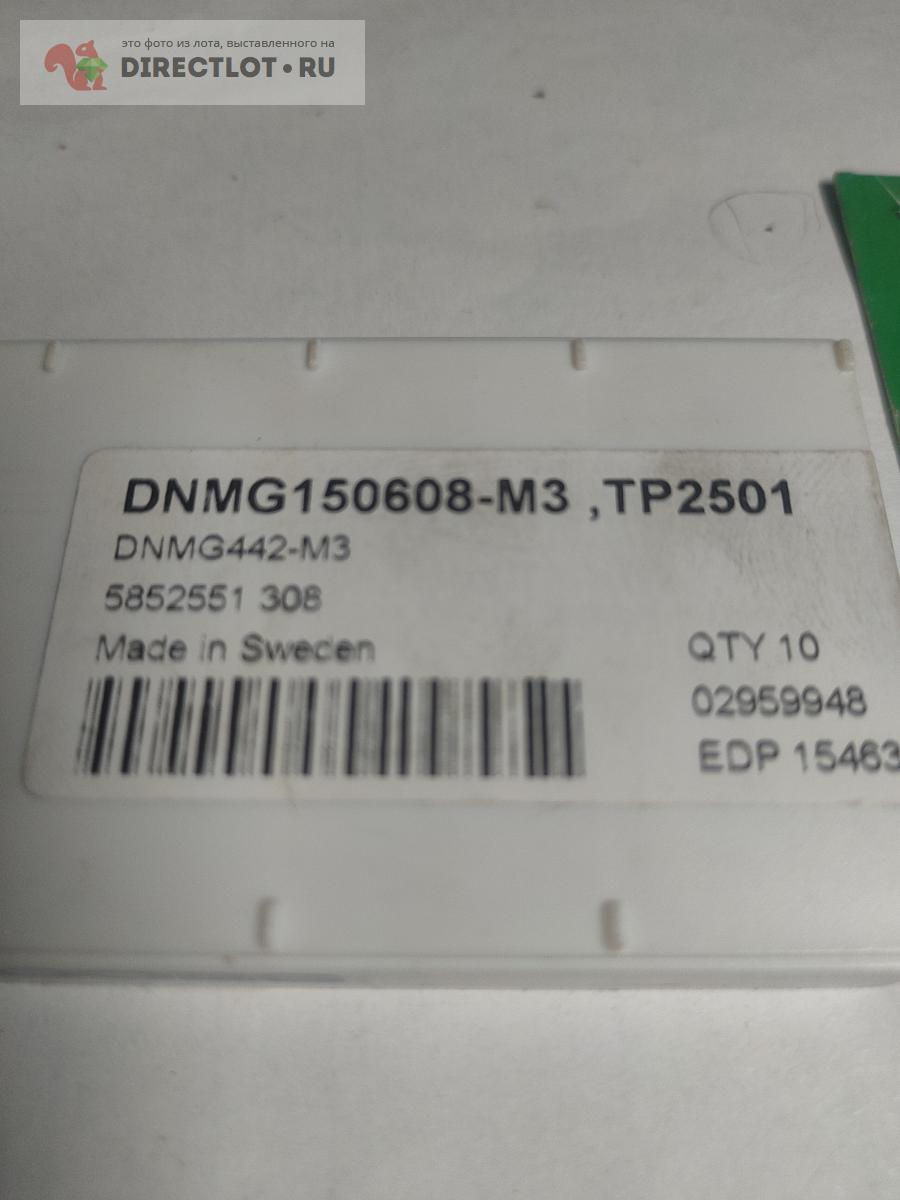 это фото из лота, выставленного на
DIRECTLOT•RU
DNMG150608-M3 ,TP2501
DNMG442-M3
5852551 308
Made in Sweden
QTY 10
02959948
EDP 15463